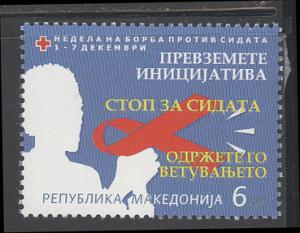 НЕДЕЛА НА БОРБА ПРОТИВ СИДАТА
1 - 7 ДЕКЕМВРИ
ПРЕВЗЕМЕТЕ
ИНИЦИЈАТИВА
СТОП ЗА СИДАТА
ОДРЖЕТЕ ГО
ВЕТУВАЊЕТО
РЕПУБЛИКА МАКЕДОНИЈА 6